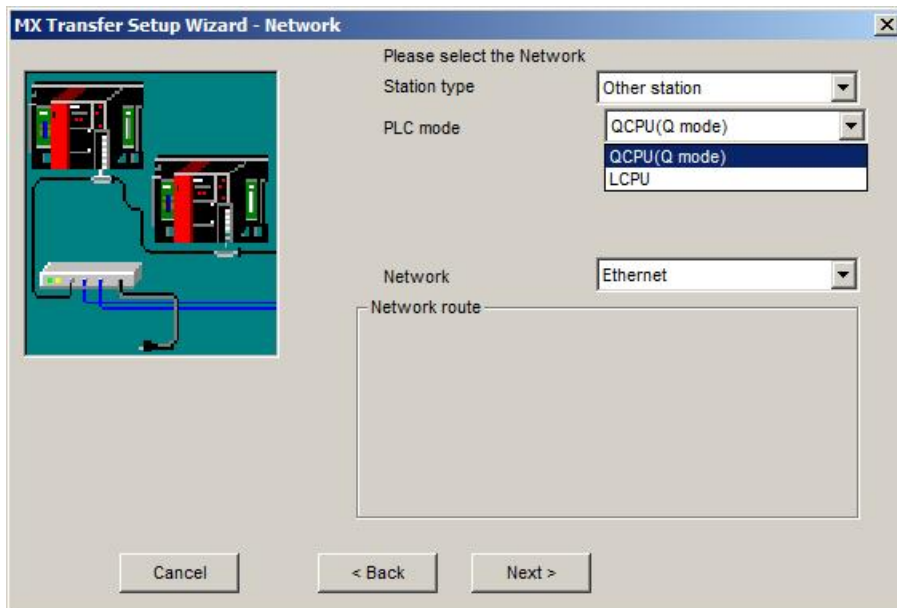 MX Transfer Setup Wizard - Network
Please select the Network
Station type
Other station
PLC mode
QCPU(Q mode)
QCPU(Q mode)
LCPU
Network
Ethernet
Network route
Cancel
< Back
Next >